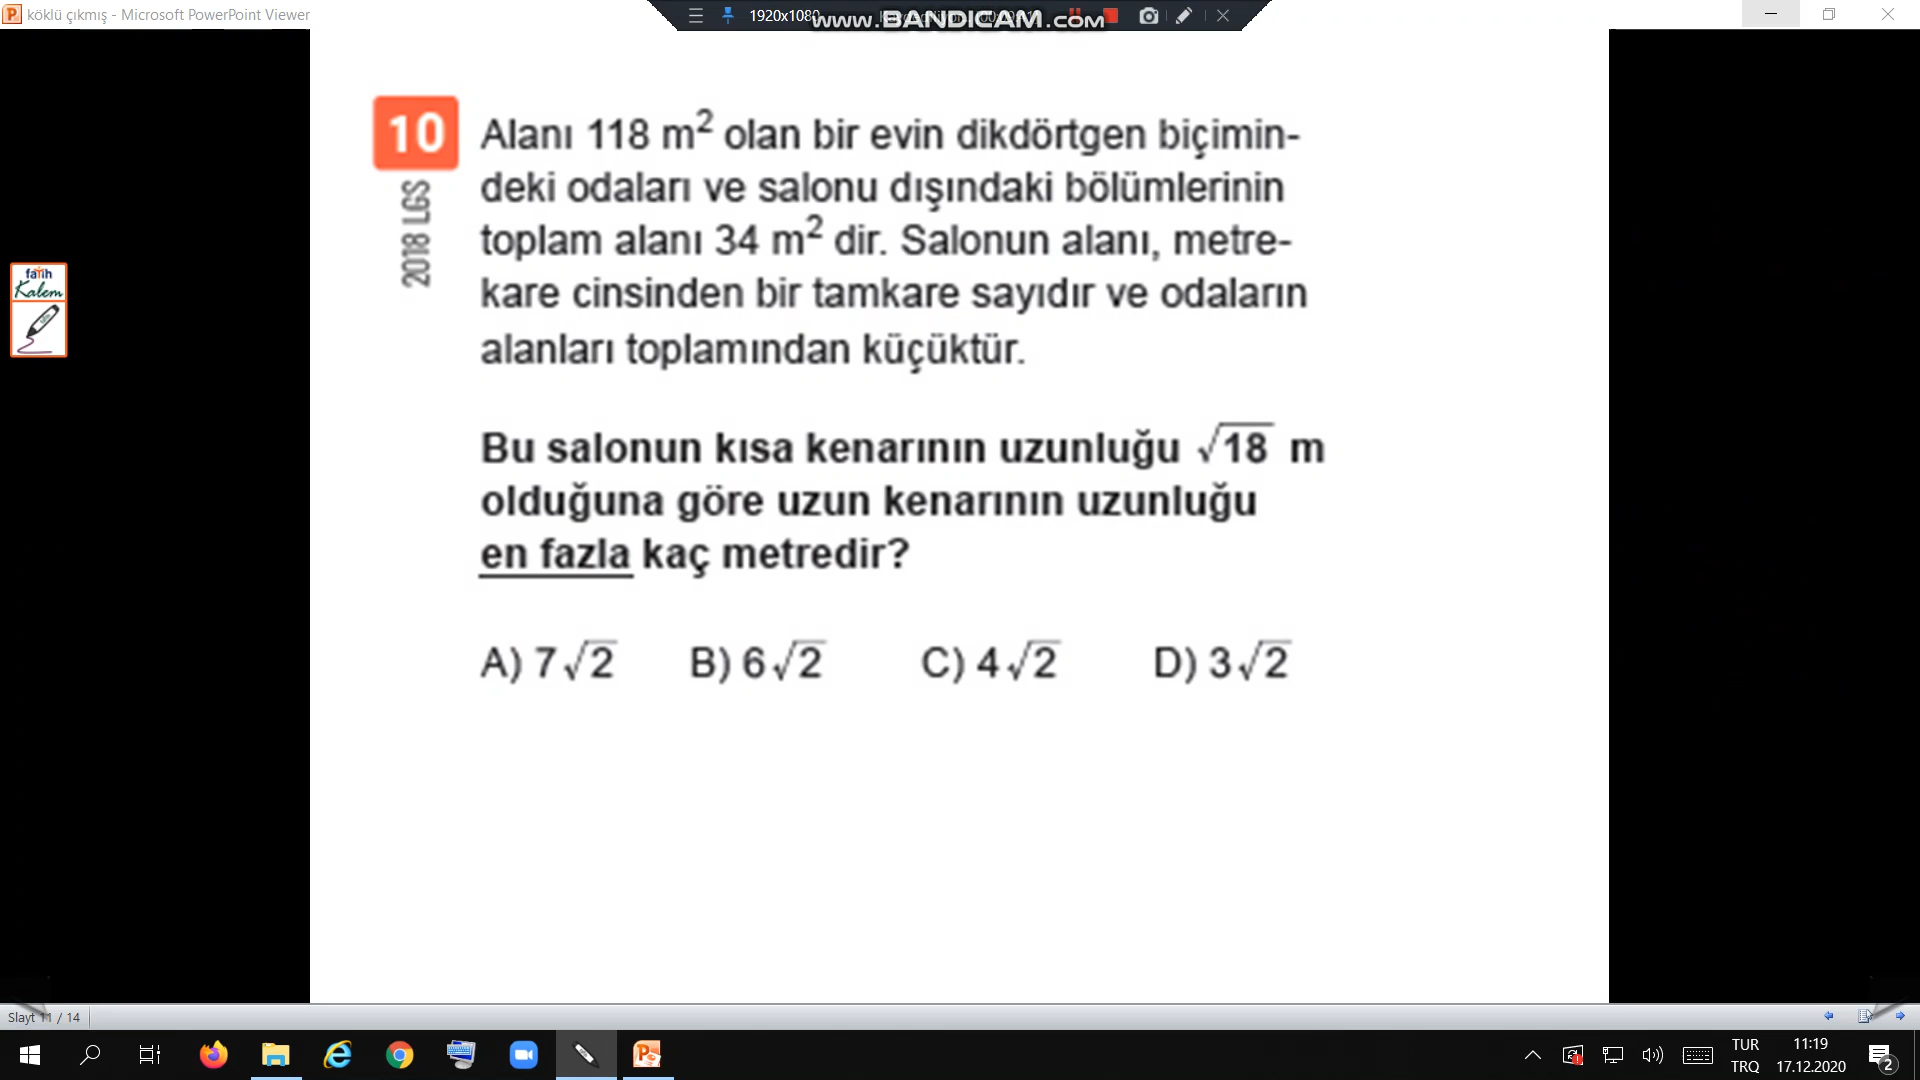 köklü çıkmış - Microsoft PowerPoint Viewer
1920x1080
www.BANDICAM.com
10
2018 LGS
Alanı 118 m² olan bir evin dikdörtgen biçimin-
deki odaları ve salonu dışındaki bölümlerinin
toplam alanı 34 m² dir. Salonun alanı, metre-
kare cinsinden bir tamkare sayıdır ve odaların
alanları toplamından küçüktür.
Bu salonun kısa kenarının uzunluğu √18 m
olduğuna göre uzun kenarının uzunluğu
en fazla kaç metredir?
A) 7√2 B) 6√2 C) 4√2 D) 3√2
fatih
Kalem
Slayt 11 / 14
TUR
TRQ
11:19
17.12.2020
2